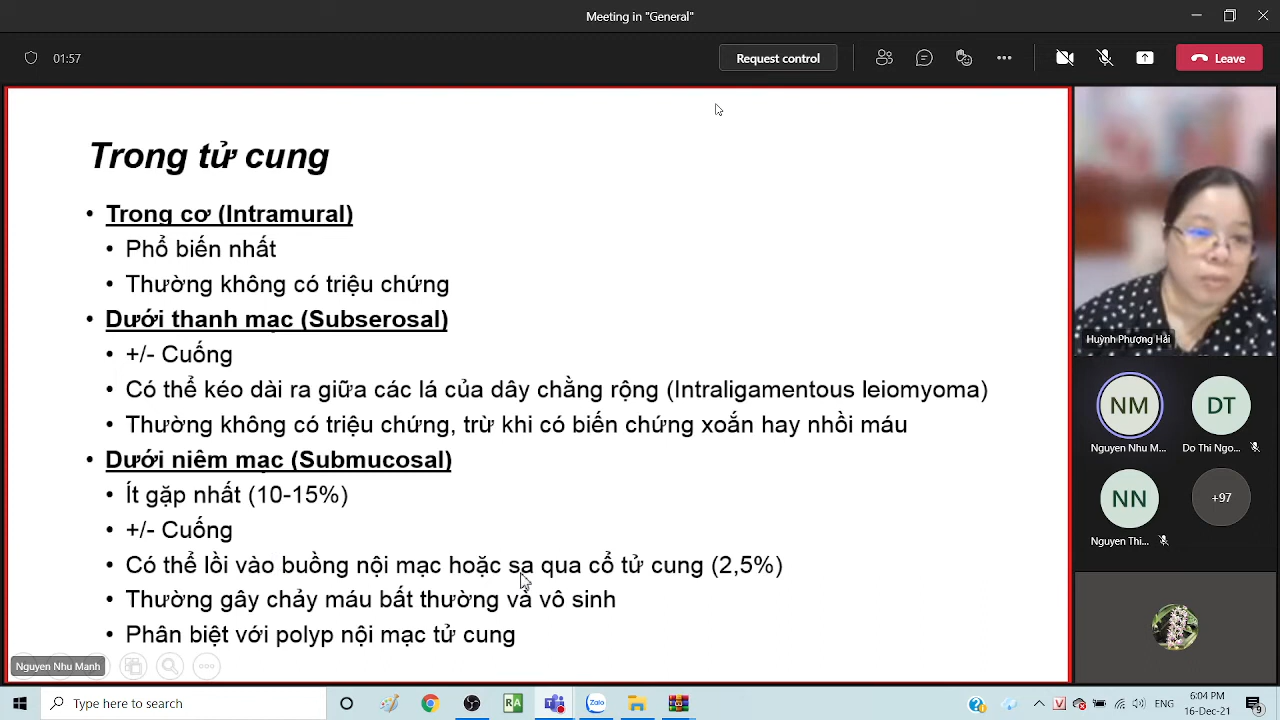 Meeting in "General"
01:57
Request control
Leave
Trong tử cung
• Trong cơ (Intramural)
• Phổ biến nhất
• Thường không có triệu chứng
• Dưới thanh mạc (Subserosal)
• +/- Cuống
• Có thể kéo dài ra giữa các lá của dây chằng rộng (Intraligamentous leiomyoma)
• Thường không có triệu chứng, trừ khi có biến chứng xoắn hay nhồi máu
• Dưới niêm mạc (Submucosal)
• Ít gặp nhất (10-15%)
• +/- Cuống
• Có thể lồi vào buồng nội mạc hoặc sa qua cổ tử cung (2,5%)
• Thường gây chảy máu bất thường và vô sinh
• Phân biệt với polyp nội mạc tử cung
Nguyen Nhu Manh
Huỳnh Phượng Hải
NM
DT
Nguyen Nhu M...
Do Thi Ngo...
NN
+97
Nguyen Thi...
Type here to search
RA
Zalo
V
6:04 PM
16-Dec-21
9